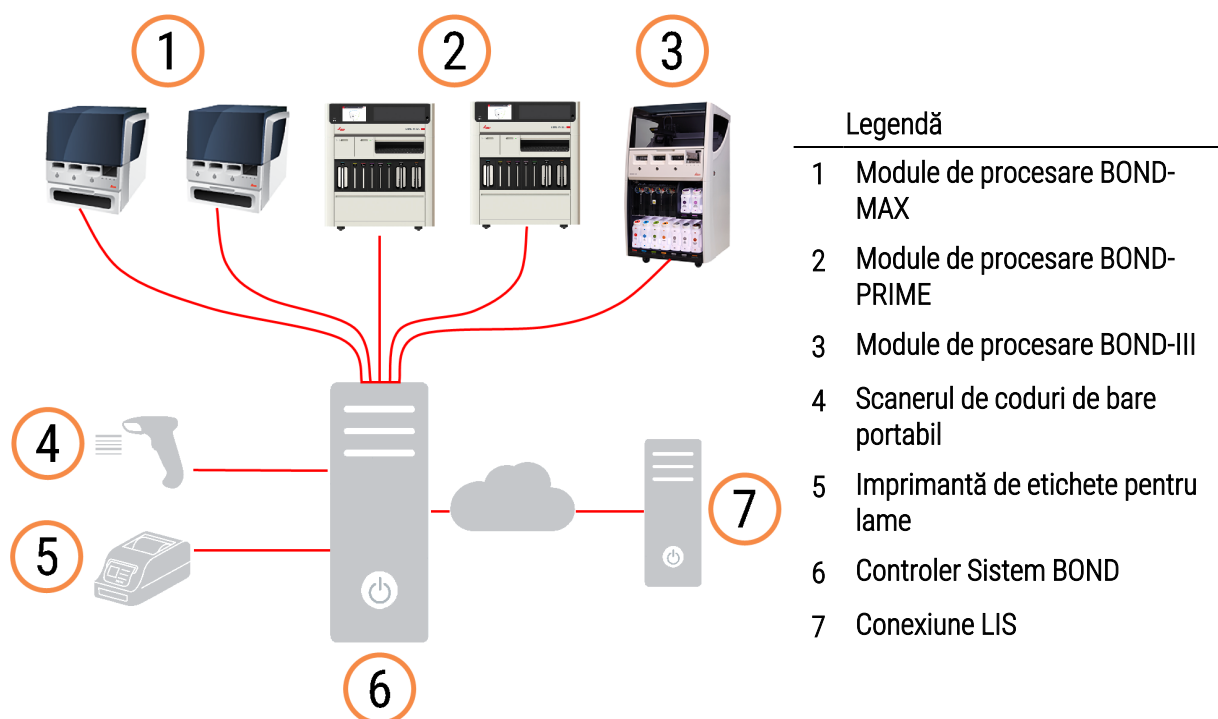 1
2
3
Legendă
1 Module de procesare BOND-
MAX
2 Module de procesare BOND-
PRIME
3 Module de procesare BOND-III
4 Scanerul de coduri de bare
portabil
5 Imprimantă de etichete pentru
lame
6 Controler Sistem BOND
7 Conexiune LIS
4
5
7
6